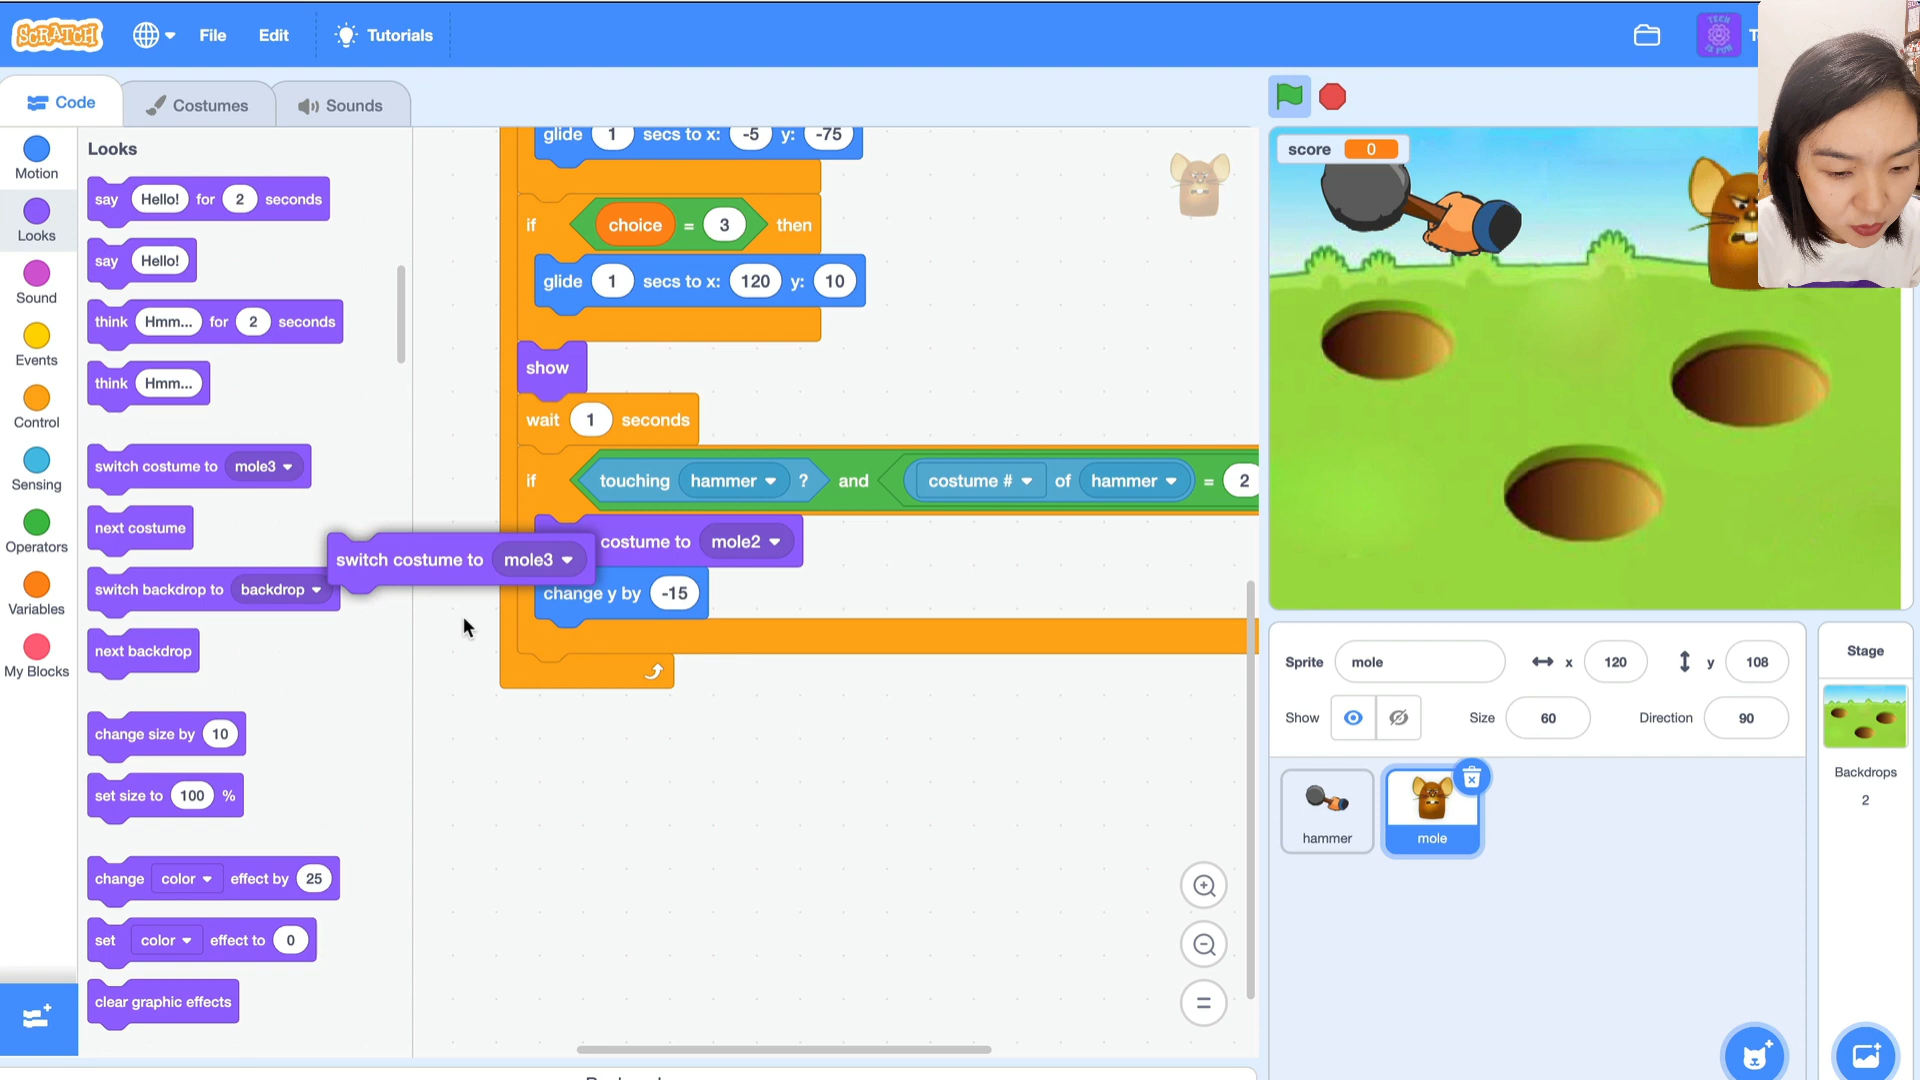 SCRATCH
File
Edit
Tutorials
TECH
IS FUN
Code
Costumes
Sounds
Motion
Looks
Sound
Events
Control
Sensing
Operators
Variables
My Blocks
Looks
say Hello! for 2 seconds
say Hello!
think Hmm... for 2 seconds
think Hmm...
switch costume to mole3
next costume
switch backdrop to backdrop
next backdrop
change size by 10
set size to 100 %
change color effect by 25
set color effect to 0
clear graphic effects
glide 1 secs to x: -5 y: -75
if choice = 3 then
glide 1 secs to x: 120 y: 10
show
wait 1 seconds
if touching hammer ? and costume # of hammer = 2
costume to mole2
switch costume to mole3
change y by -15
score 0
Sprite mole x 120 y 108
Show Size 60 Direction 90
hammer
mole
Stage
Backdrops
2